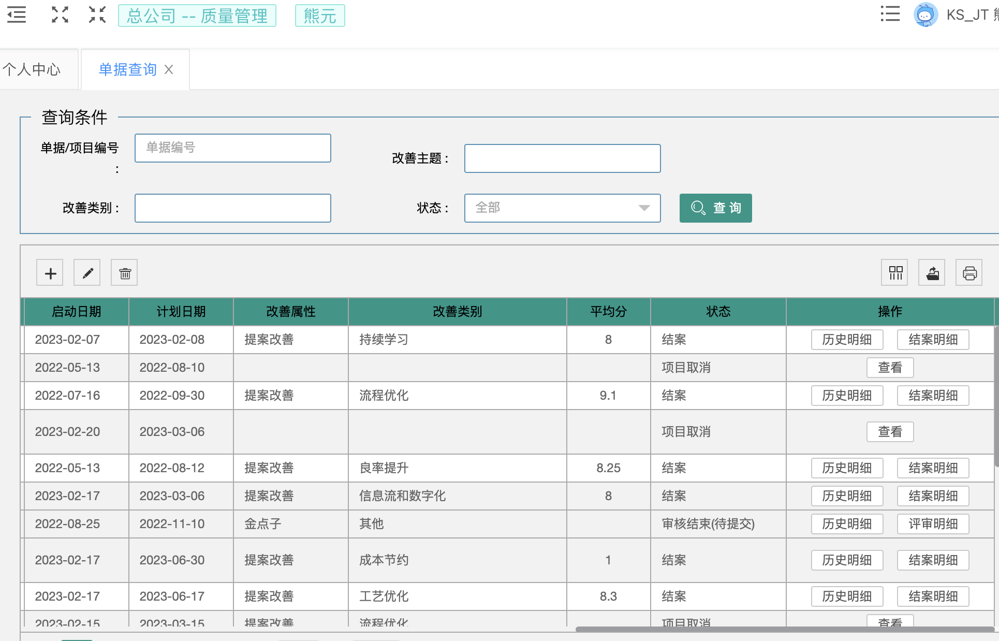 总公司 -- 质量管理 熊元 KS_JT 熊
个人中心 单据查询 X
查询条件
单据/项目编号 : 单据编号 改善主题 :
改善类别 : 状态 : 全部 查 询
启动日期 计划日期 改善属性 改善类别 平均分 状态 操作
2023-02-07 2023-02-08 提案改善 持续学习 8 结案 历史明细 结案明细
2022-05-13 2022-08-10 项目取消 查看
2022-07-16 2022-09-30 提案改善 流程优化 9.1 结案 历史明细 结案明细
2023-02-20 2023-03-06 项目取消 查看
2022-05-13 2022-08-12 提案改善 良率提升 8.25 结案 历史明细 结案明细
2023-02-17 2023-03-06 提案改善 信息流和数字化 8 结案 历史明细 结案明细
2022-08-25 2022-11-10 金点子 其他 审核结束(待提交) 历史明细 评审明细
2023-02-17 2023-06-30 提案改善 成本节约 1 结案 历史明细 结案明细
2023-02-17 2023-06-17 提案改善 工艺优化 8.3 结案 历史明细 结案明细
2023-02-15 2023-03-15 提案改善 流程优化 项目取消 查看